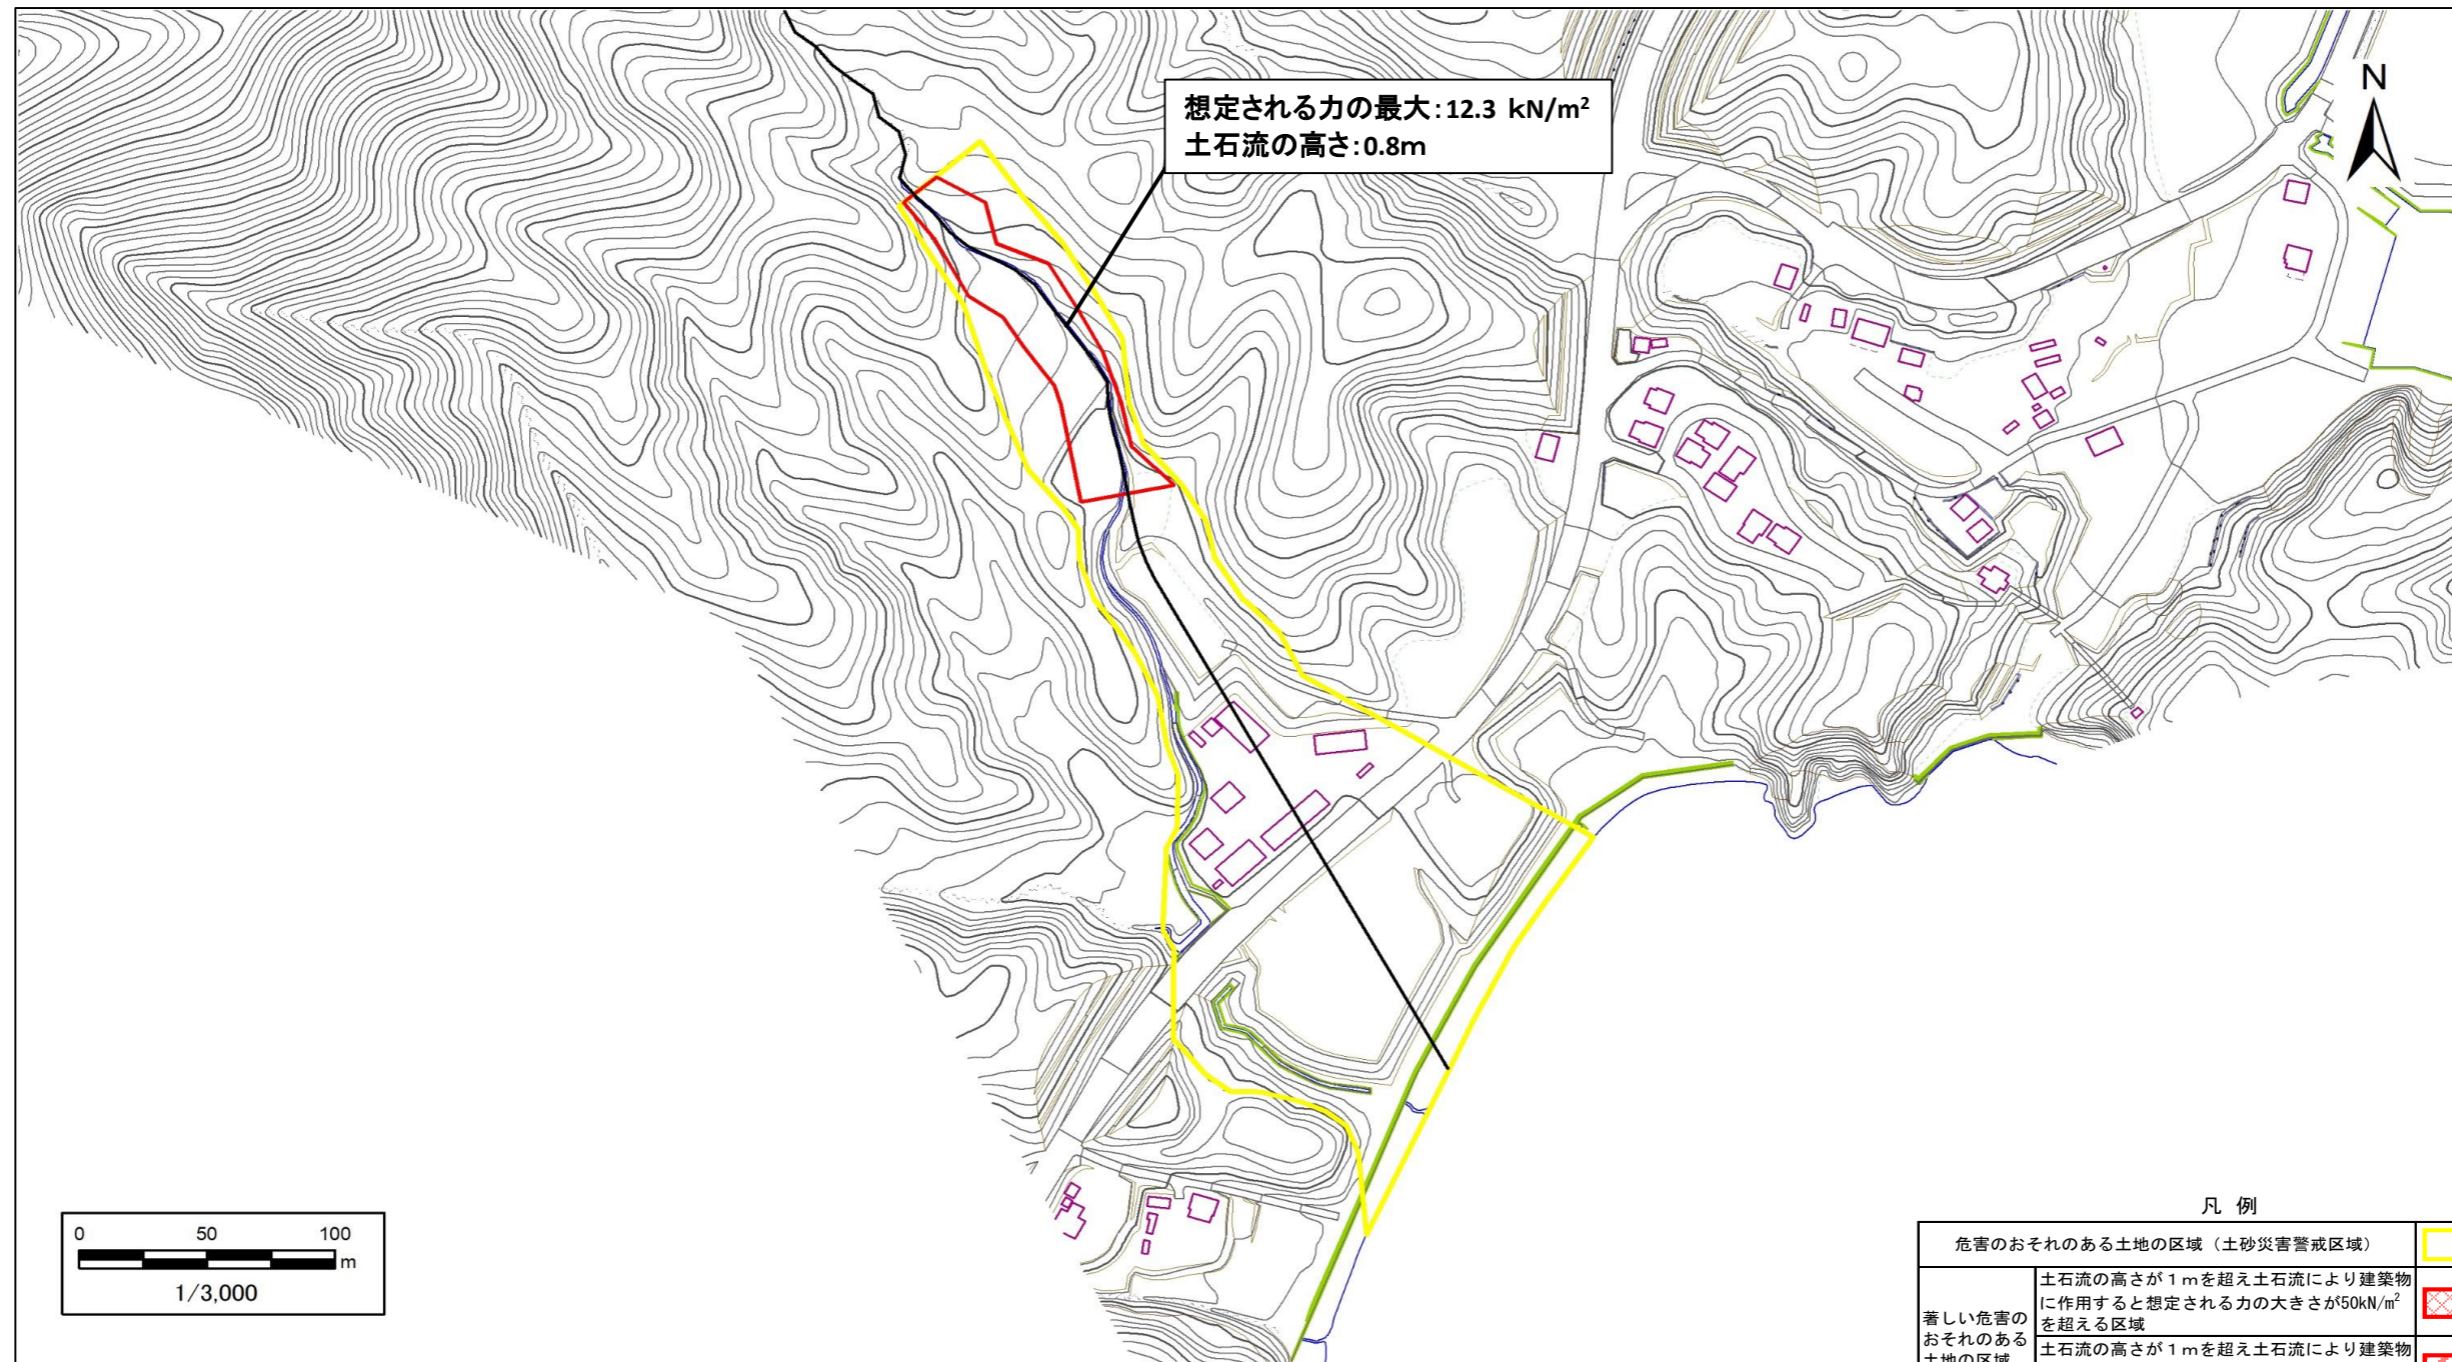 想定される力の最大：12.3 kN/m²
土石流の高さ：0.8m
N
0 50 100
m
1/3,000
凡 例
危害のおそれのある土地の区域（土砂災害警戒区域）
著しい危害の
おそれのある
土地の区域
土石流の高さが１ｍを超え土石流により建築物
に作用すると想定される力の大きさが50kN/m²
を超える区域
土石流の高さが１ｍを超え土石流により建築物